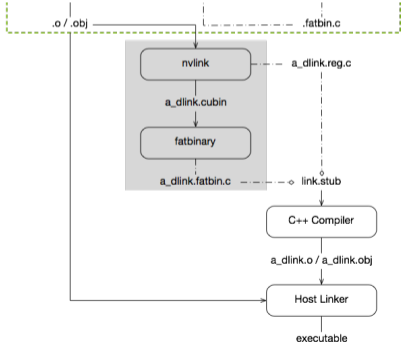 .o / .obj
.fatbin.c
nvlink
a_dlink.reg.c
a_dlink.cubin
fatbinary
a_dlink.fatbin.c
link.stub
C++ Compiler
a_dlink.o / a_dlink.obj
Host Linker
executable